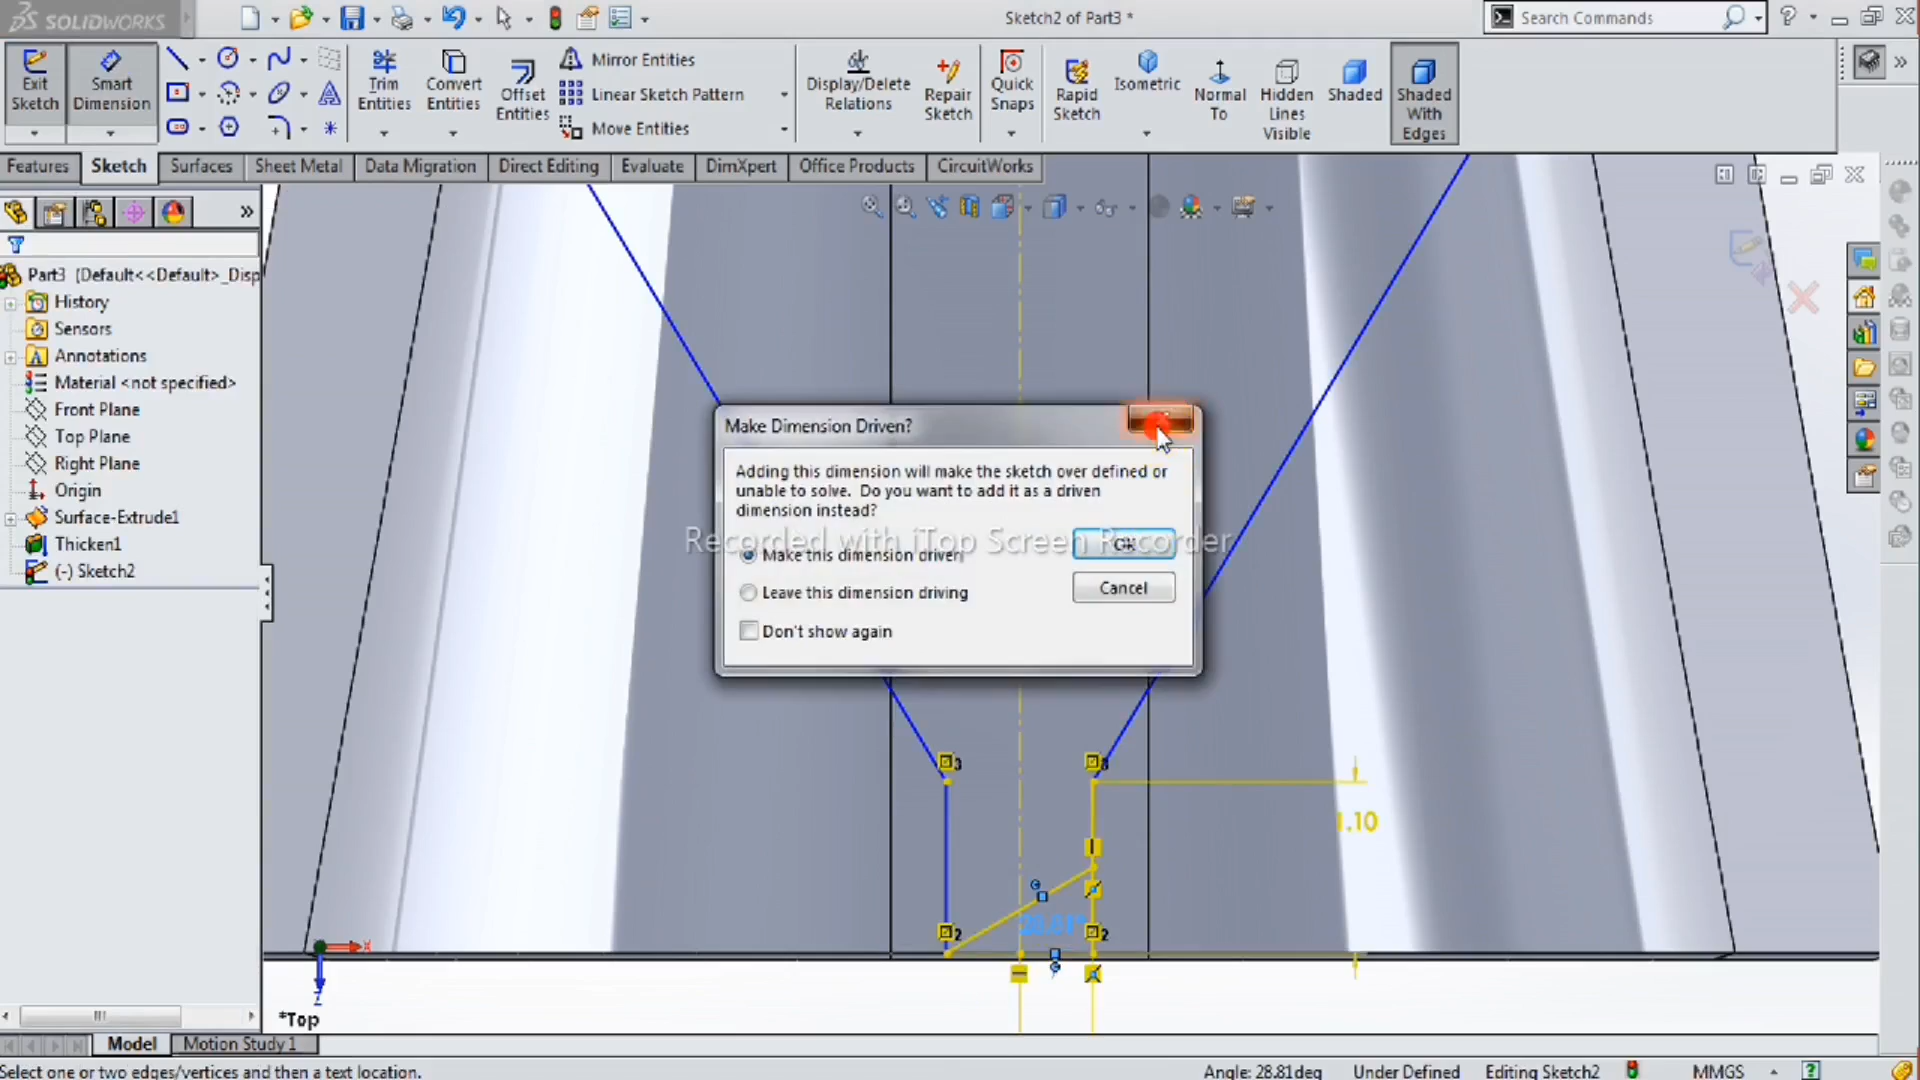 SOLIDWORKS
Sketch2 of Part3 *
Search Commands
Exit Sketch
Smart Dimension
Trim Entities
Convert Entities
Offset Entities
Mirror Entities
Linear Sketch Pattern
Move Entities
Display/Delete Relations
Repair Sketch
Quick Snaps
Rapid Sketch
Isometric
Normal To
Hidden Lines Visible
Shaded
Shaded With Edges
Features
Sketch
Surfaces
Sheet Metal
Data Migration
Direct Editing
Evaluate
DimXpert
Office Products
CircuitWorks
Part3 (Default<<Default>_Disp
History
Sensors
Annotations
Material <not specified>
Front Plane
Top Plane
Right Plane
Origin
Surface-Extrude1
Thicken1
(-) Sketch2
Make Dimension Driven?
Adding this dimension will make the sketch over defined or
unable to solve. Do you want to add it as a driven
dimension instead?
Recorded with iTop Screen Recorder
OK
Make this dimension driven
Cancel
Leave this dimension driving
Don't show again
3
1.10
2
2
X
Z
*Top
Model
Motion Study 1
Select one or two edges/vertices and then a text location.
Angle: 28.81deg
Under Defined
Editing Sketch2
MMGS